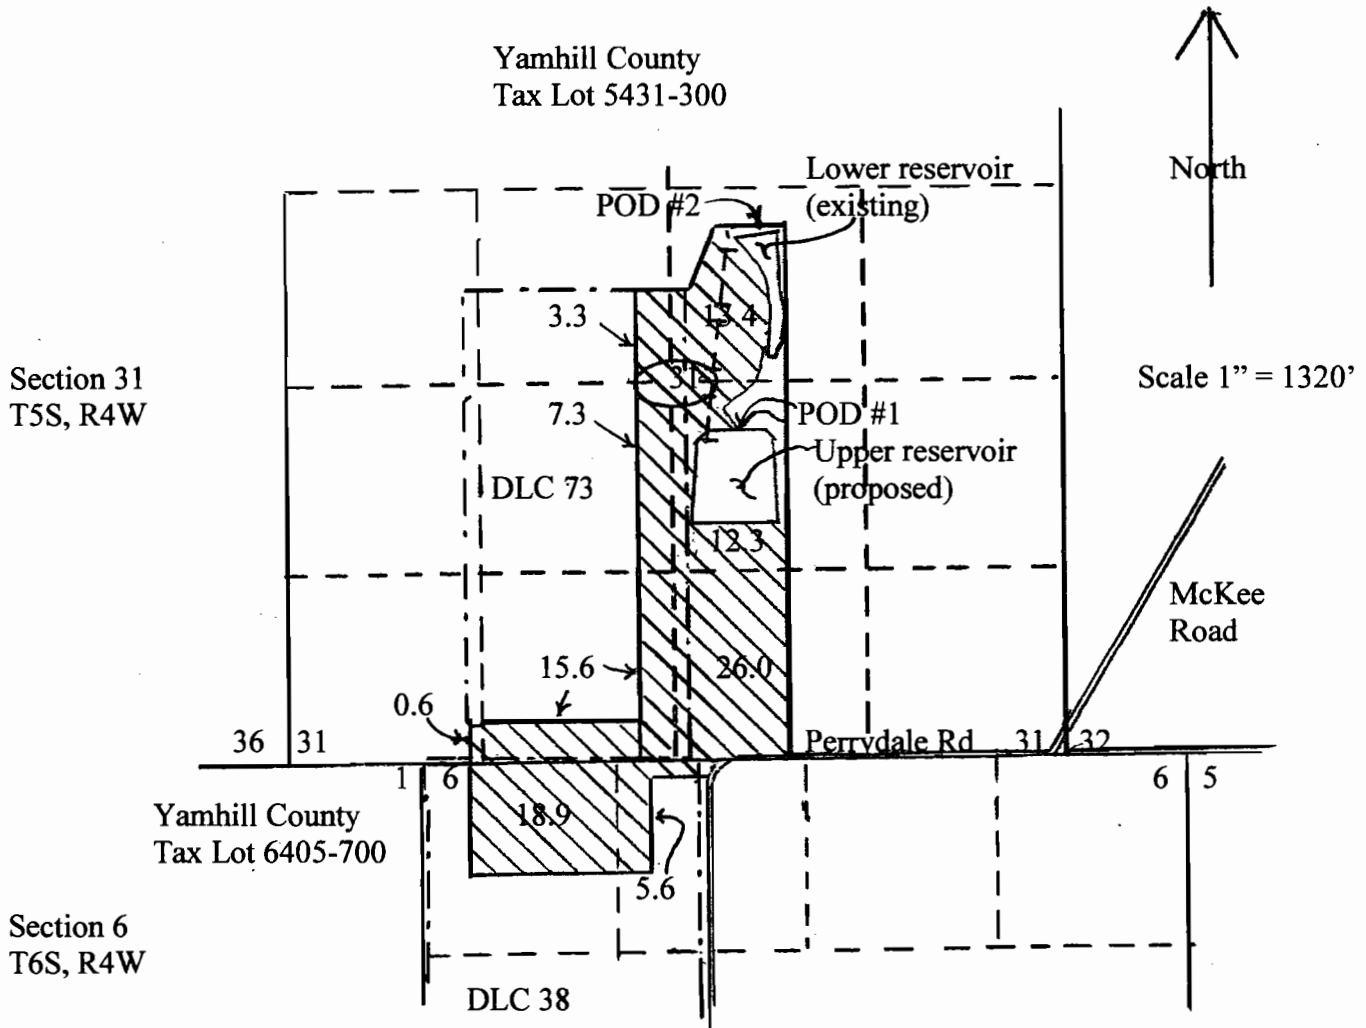 Yamhill County
Tax Lot 5431-300
North
Lower reservoir
(existing)
POD #2
3.3
13.4
Section 31
T5S, R4W
31
Scale 1” = 1320’
7.3
POD #1
Upper reservoir
(proposed)
DLC 73
12.3
McKee
Road
15.6
26.0
0.6
36 31
Perrydale Rd
31 32
1 6
6 5
Yamhill County
Tax Lot 6405-700
18.9
5.6
Section 6
T6S, R4W
DLC 38